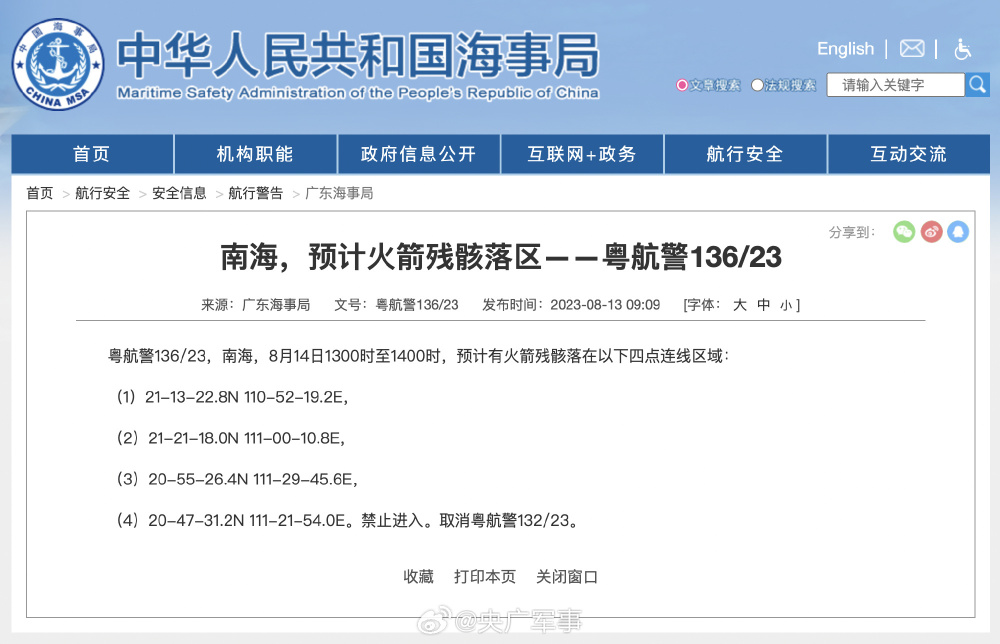 中国海事局
CHINA MSA
中华人民共和国海事局
Maritime Safety Administration of the People's Republic of China
English
文章搜索 法规搜索 请输入关键字
首页 机构职能 政府信息公开 互联网+政务 航行安全 互动交流
首页 > 航行安全 > 安全信息 > 航行警告 > 广东海事局
分享到：
南海，预计火箭残骸落区——粤航警136/23
来源：广东海事局 文号：粤航警136/23 发布时间：2023-08-13 09:09 [字体： 大 中 小 ]
粤航警136/23，南海，8月14日1300时至1400时，预计有火箭残骸落在以下四点连线区域：
（1）21-13-22.8N 110-52-19.2E,
（2）21-21-18.0N 111-00-10.8E,
（3）20-55-26.4N 111-29-45.6E,
（4）20-47-31.2N 111-21-54.0E。禁止进入。取消粤航警132/23。
收藏 打印本页 关闭窗口
@央广军事